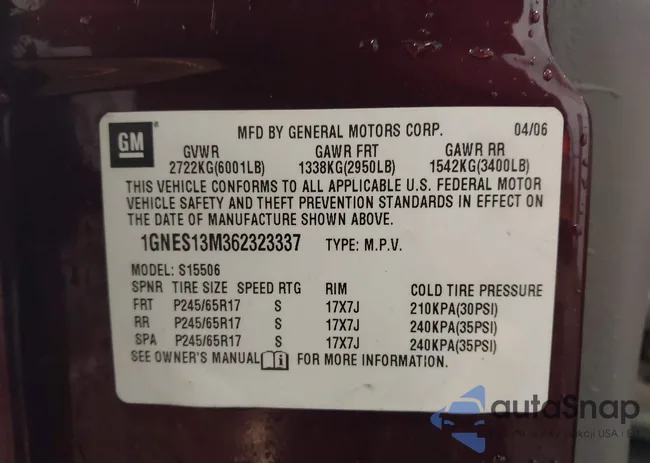 GM
MFD BY GENERAL MOTORS CORP. 04/06
GVWR GAWR FRT GAWR RR
2722KG(6001LB) 1338KG(2950LB) 1542KG(3400LB)
THIS VEHICLE CONFORMS TO ALL APPLICABLE U.S. FEDERAL MOTOR
VEHICLE SAFETY AND THEFT PREVENTION STANDARDS IN EFFECT ON
THE DATE OF MANUFACTURE SHOWN ABOVE.
1GNES13M362323337 TYPE: M.P.V.
MODEL: S15506
SPNR TIRE SIZE SPEED RTG RIM COLD TIRE PRESSURE
FRT P245/65R17 S 17X7J 210KPA(30PSI)
RR P245/65R17 S 17X7J 240KPA(35PSI)
SPA P245/65R17 S 17X7J 240KPA(35PSI)
SEE OWNER'S MANUAL FOR MORE INFORMATION.
autoSnap
aukcji USA i